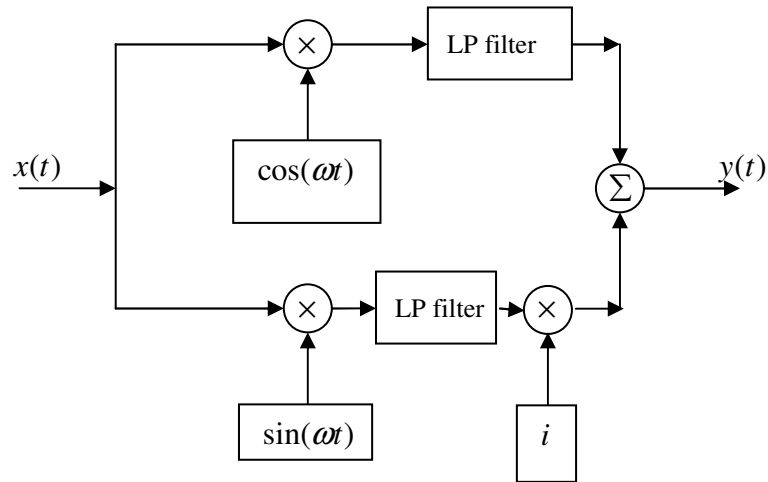 × LP filter
x(t) cos(ωt) Σ y(t)
× LP filter ×
sin(ωt) i